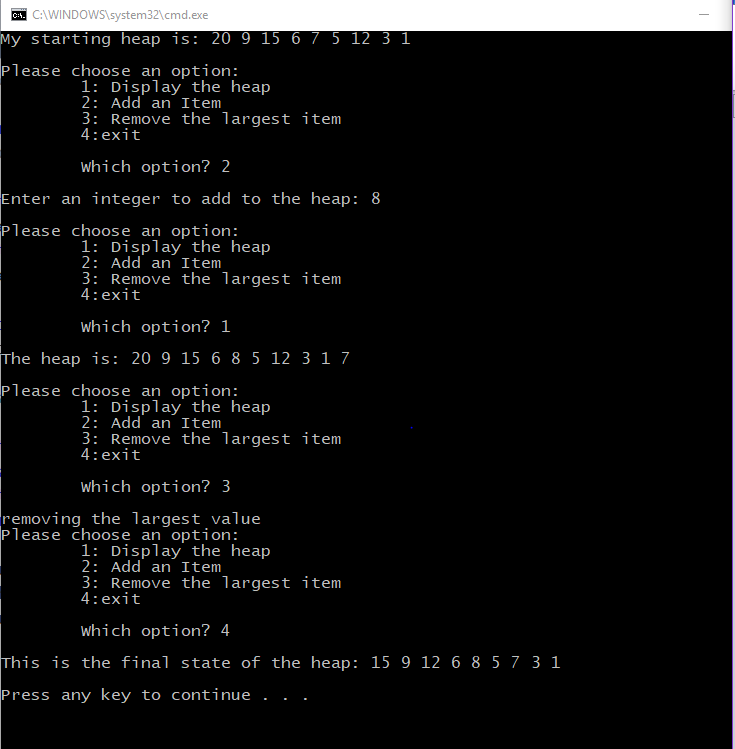 C:\WINDOWS\system32\cmd.exe
My starting heap is: 20 9 15 6 7 5 12 3 1
Please choose an option:
1: Display the heap
2: Add an Item
3: Remove the largest item
4:exit
Which option? 2
Enter an integer to add to the heap: 8
Please choose an option:
1: Display the heap
2: Add an Item
3: Remove the largest item
4:exit
Which option? 1
The heap is: 20 9 15 6 8 5 12 3 1 7
Please choose an option:
1: Display the heap
2: Add an Item
3: Remove the largest item
4:exit
Which option? 3
removing the largest value
Please choose an option:
1: Display the heap
2: Add an Item
3: Remove the largest item
4:exit
Which option? 4
This is the final state of the heap: 15 9 12 6 8 5 7 3 1
Press any key to continue . . .